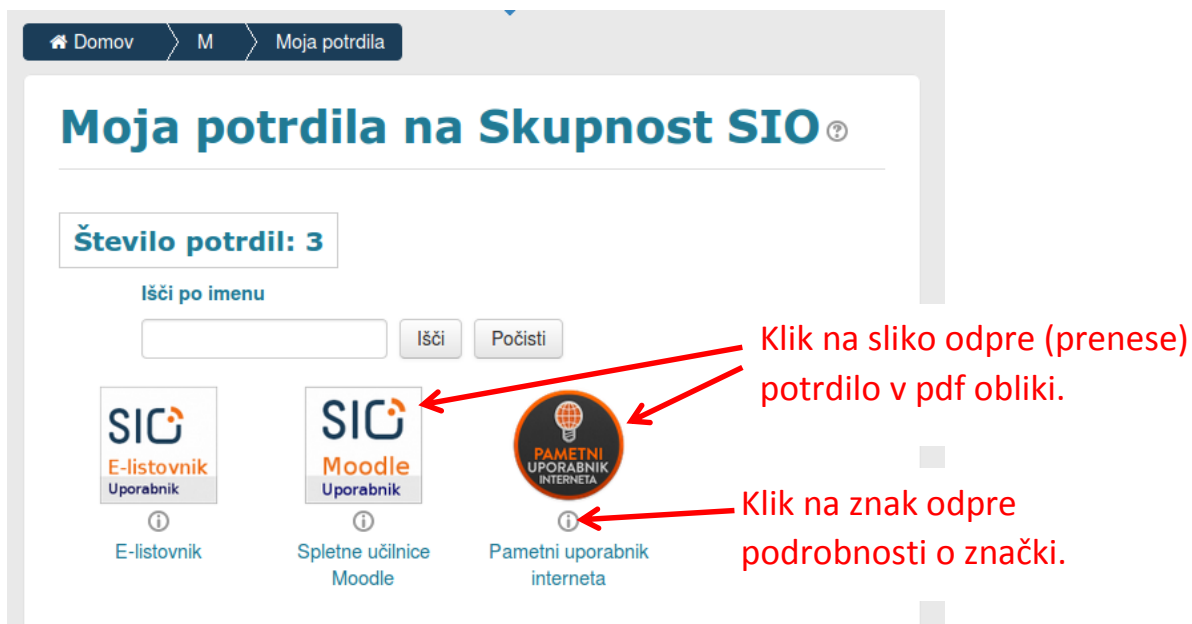 Domov M Moja potrdila
Moja potrdila na Skupnost SIO
Število potrdil: 3
Išči po imenu
Išči Počisti
Klik na sliko odpre (prenese)
potrdilo v pdf obliki.
SIO
E-listovnik
Uporabnik
E-listovnik
SIO
Moodle
Uporabnik
Spletne učilnice
Moodle
PAMETNI
UPORABNIK
INTERNETA
Pametni uporabnik
interneta
Klik na znak odpre
podrobnosti o znački.